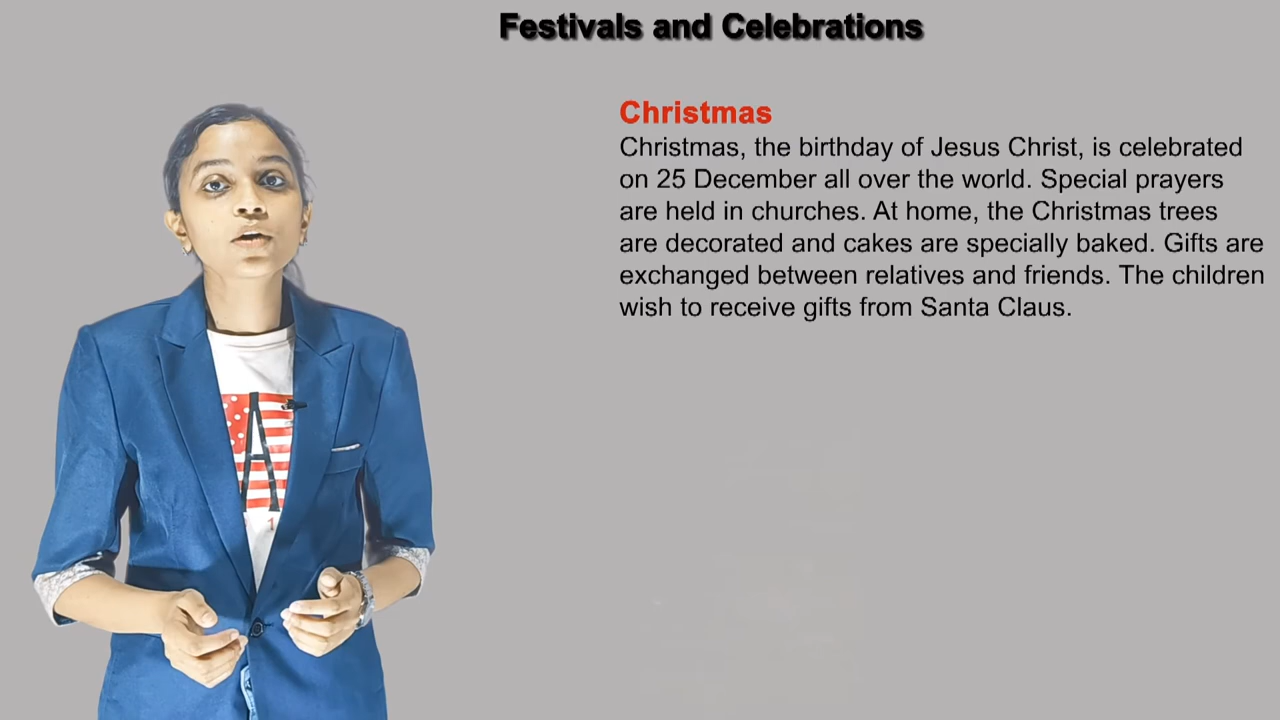 Festivals and Celebrations
Christmas
Christmas, the birthday of Jesus Christ, is celebrated
on 25 December all over the world. Special prayers
are held in churches. At home, the Christmas trees
are decorated and cakes are specially baked. Gifts are
exchanged between relatives and friends. The children
wish to receive gifts from Santa Claus.
A
1